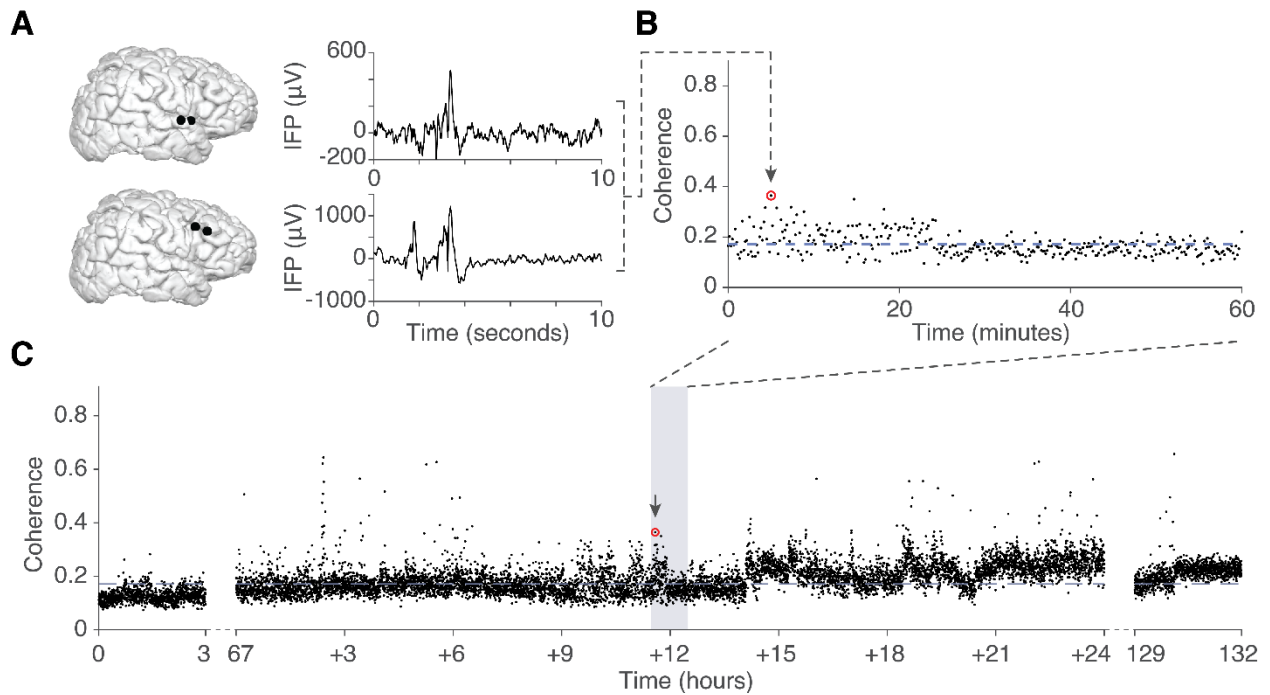 A
B
600
0
-200
IFP (µV)
0
10
1000
0
-1000
IFP (µV)
0
10
Time (seconds)
0.8
0.6
0.4
0.2
0
Coherence
0
20
40
60
Time (minutes)
C
0.8
0.6
0.4
0.2
0
Coherence
0 3 67 +3 +6 +9 +12 +15 +18 +21 +24 129 132
Time (hours)